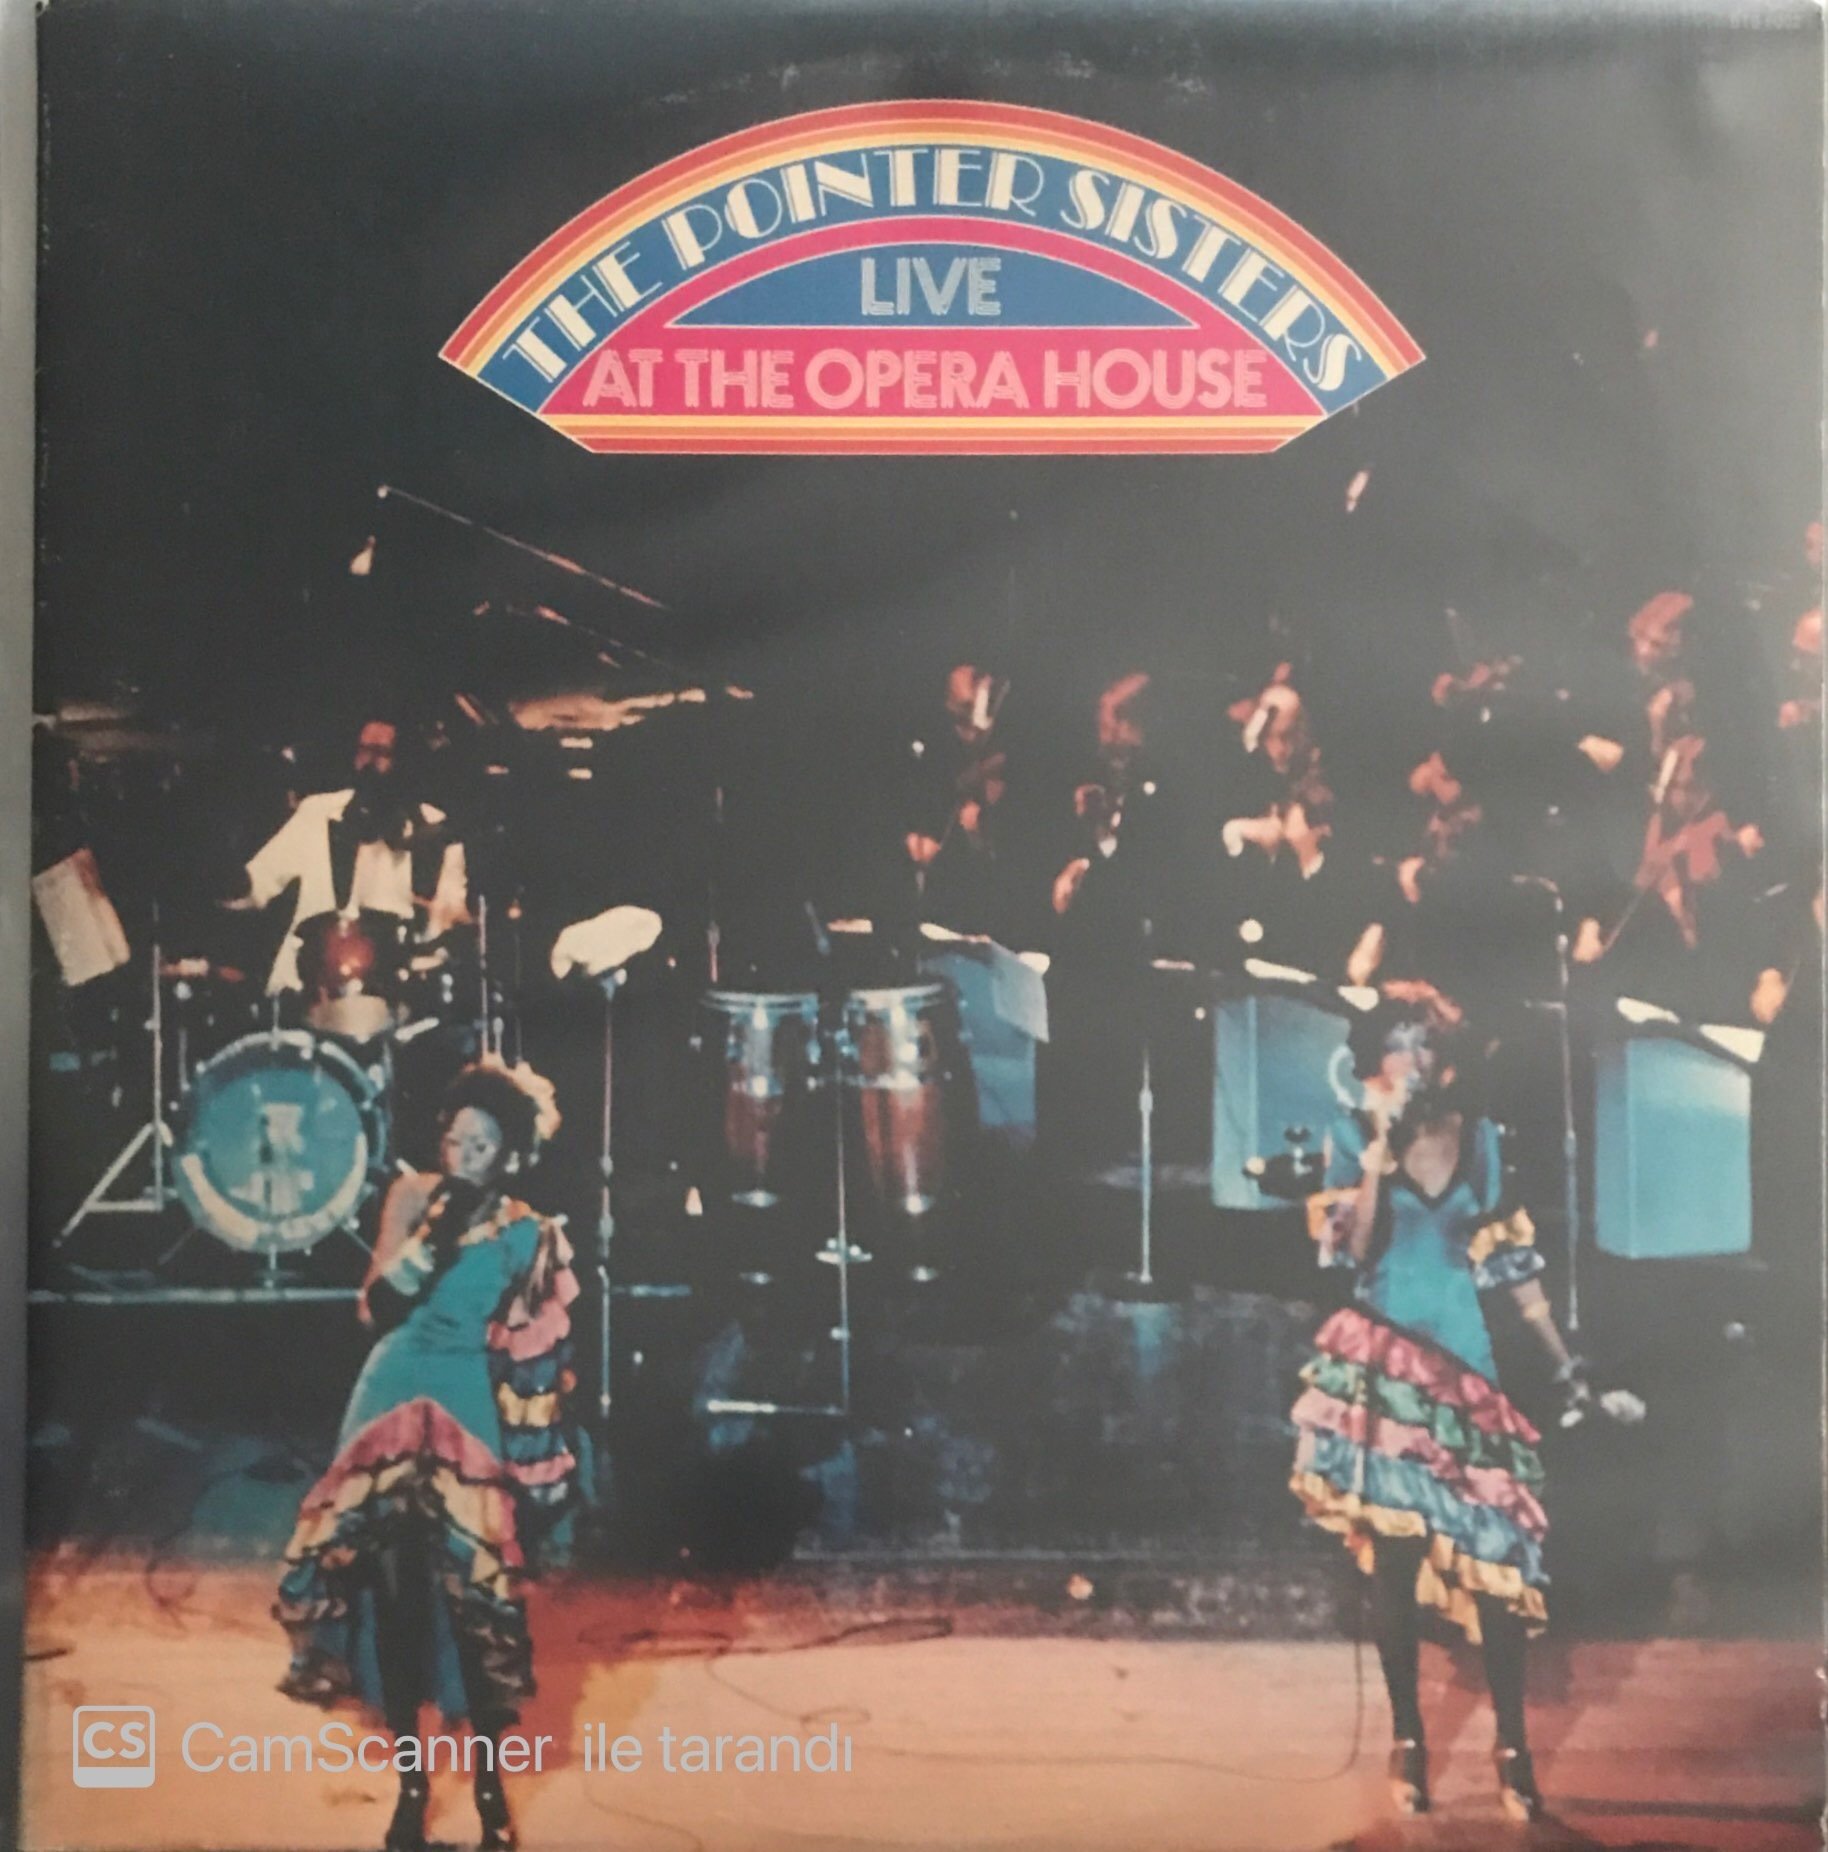 THE POINTER SISTERS
LIVE
AT THE OPERA HOUSE
CS CamScanner ile tarandı